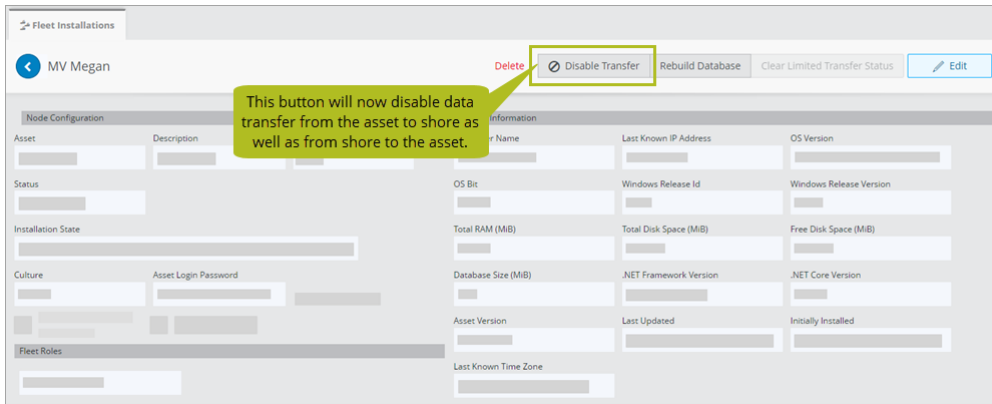 Fleet Installations
MV Megan
Delete Disable Transfer Rebuild Database Clear Limited Transfer Status Edit
This button will now disable data
transfer from the asset to shore as
well as from shore to the asset.
Node Configuration
Asset Description
Status
Installation State
Culture Asset Login Password
Fleet Roles
Information
Name Last Known IP Address OS Version
OS Bit Windows Release Id Windows Release Version
Total RAM (MiB) Total Disk Space (MiB) Free Disk Space (MiB)
Database Size (MiB) .NET Framework Version .NET Core Version
Asset Version Last Updated Initially Installed
Last Known Time Zone